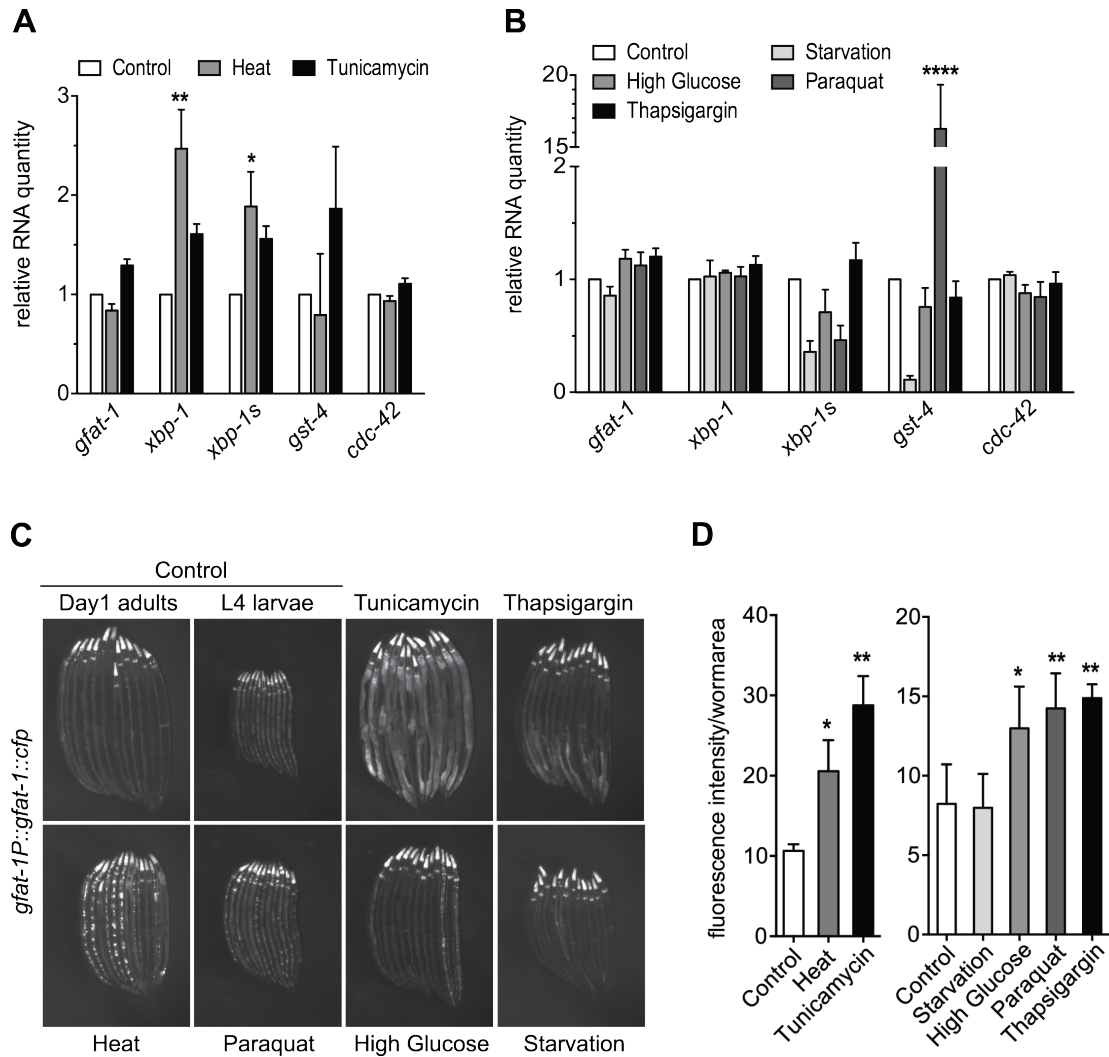 A
Control Heat Tunicamycin
relative RNA quantity
3
2
1
0
**
*
gfat-1 xbp-1 xbp-1s gst-4 cdc-42
B
Control Starvation
High Glucose Paraquat
Thapsigargin
relative RNA quantity
20
15
2
1
0
****
gfat-1 xbp-1 xbp-1s gst-4 cdc-42
C
Control
Day1 adults L4 larvae Tunicamycin Thapsigargin
gfat-1P::gfat-1::cfp
Heat Paraquat High Glucose Starvation
D
fluorescence intensity/wormarea
40
30
20
10
0
*
**
Control Heat Tunicamycin
20
15
10
5
0
*
**
**
Control Starvation High Glucose Paraquat Thapsigargin